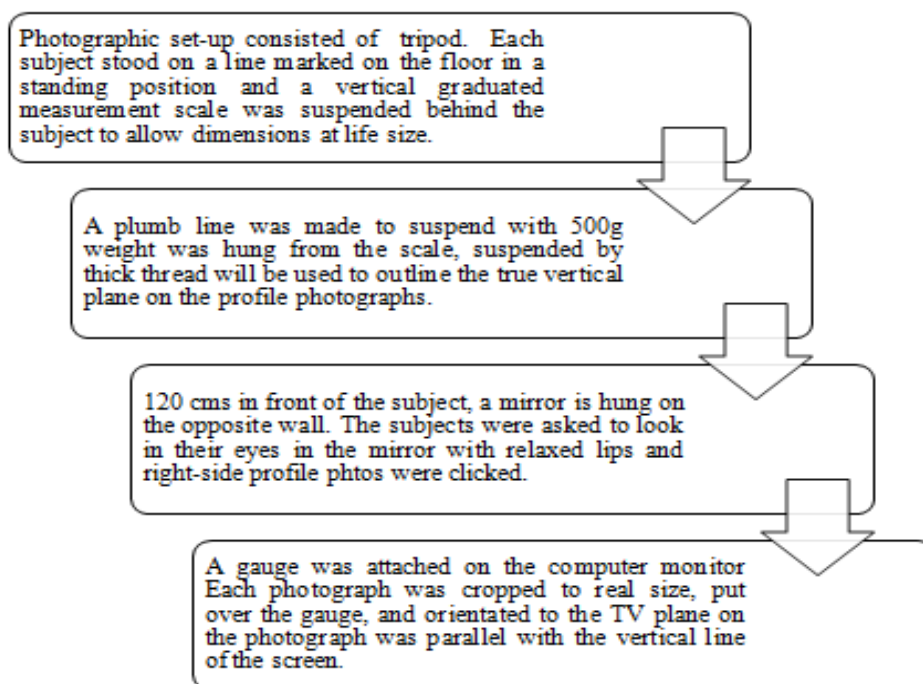 Photographic set-up consisted of tripod. Each
subject stood on a line marked on the floor in a
standing position and a vertical graduated
measurement scale was suspended behind the
subject to allow dimensions at life size.
A plumb line was made to suspend with 500g
weight was hung from the scale, suspended by
thick thread will be used to outline the true vertical
plane on the profile photographs.
120 cms in front of the subject, a mirror is hung on
the opposite wall. The subjects were asked to look
in their eyes in the mirror with relaxed lips and
right-side profile phtos were clicked.
A gauge was attached on the computer monitor
Each photograph was cropped to real size, put
over the gauge, and orientated to the TV plane on
the photograph was parallel with the vertical line
of the screen.